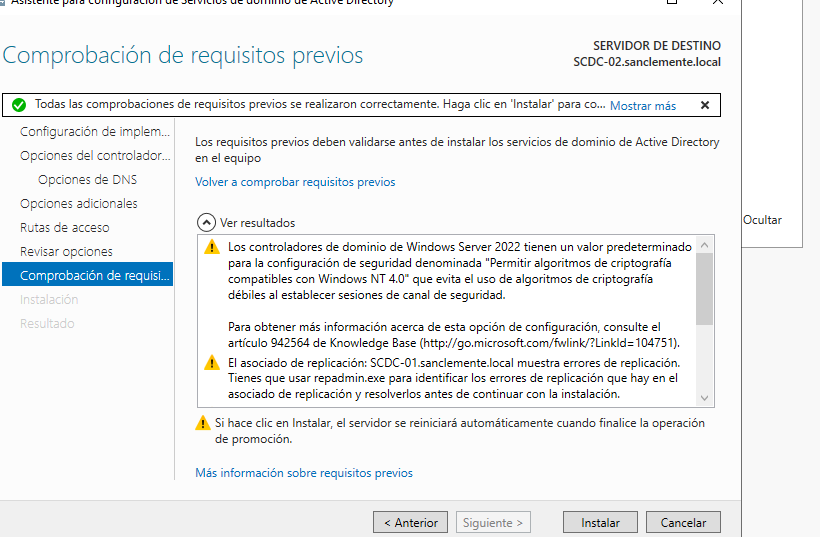 Asistente para configuración de Servicios de dominio de Active Directory
Comprobación de requisitos previos
SERVIDOR DE DESTINO
SCDC-02.sanclemente.local
Todas las comprobaciones de requisitos previos se realizaron correctamente. Haga clic en 'Instalar' para co... Mostrar más
Configuración de implem...
Opciones del controlador...
Opciones de DNS
Opciones adicionales
Rutas de acceso
Revisar opciones
Comprobación de requisi...
Instalación
Resultado
Los requisitos previos deben validarse antes de instalar los servicios de dominio de Active Directory
en el equipo
Volver a comprobar requisitos previos
Ver resultados
Los controladores de dominio de Windows Server 2022 tienen un valor predeterminado
para la configuración de seguridad denominada "Permitir algoritmos de criptografía
compatibles con Windows NT 4.0" que evita el uso de algoritmos de criptografía
débiles al establecer sesiones de canal de seguridad.
Para obtener más información acerca de esta opción de configuración, consulte el
artículo 942564 de Knowledge Base (http://go.microsoft.com/fwlink/?LinkId=104751).
El asociado de replicación: SCDC-01.sanclemente.local muestra errores de replicación.
Tienes que usar repadmin.exe para identificar los errores de replicación que hay en el
asociado de replicación y resolverlos antes de continuar con la instalación.
Si hace clic en Instalar, el servidor se reiniciará automáticamente cuando finalice la operación
de promoción.
Más información sobre requisitos previos
< Anterior
Siguiente >
Instalar
Cancelar
Ocultar